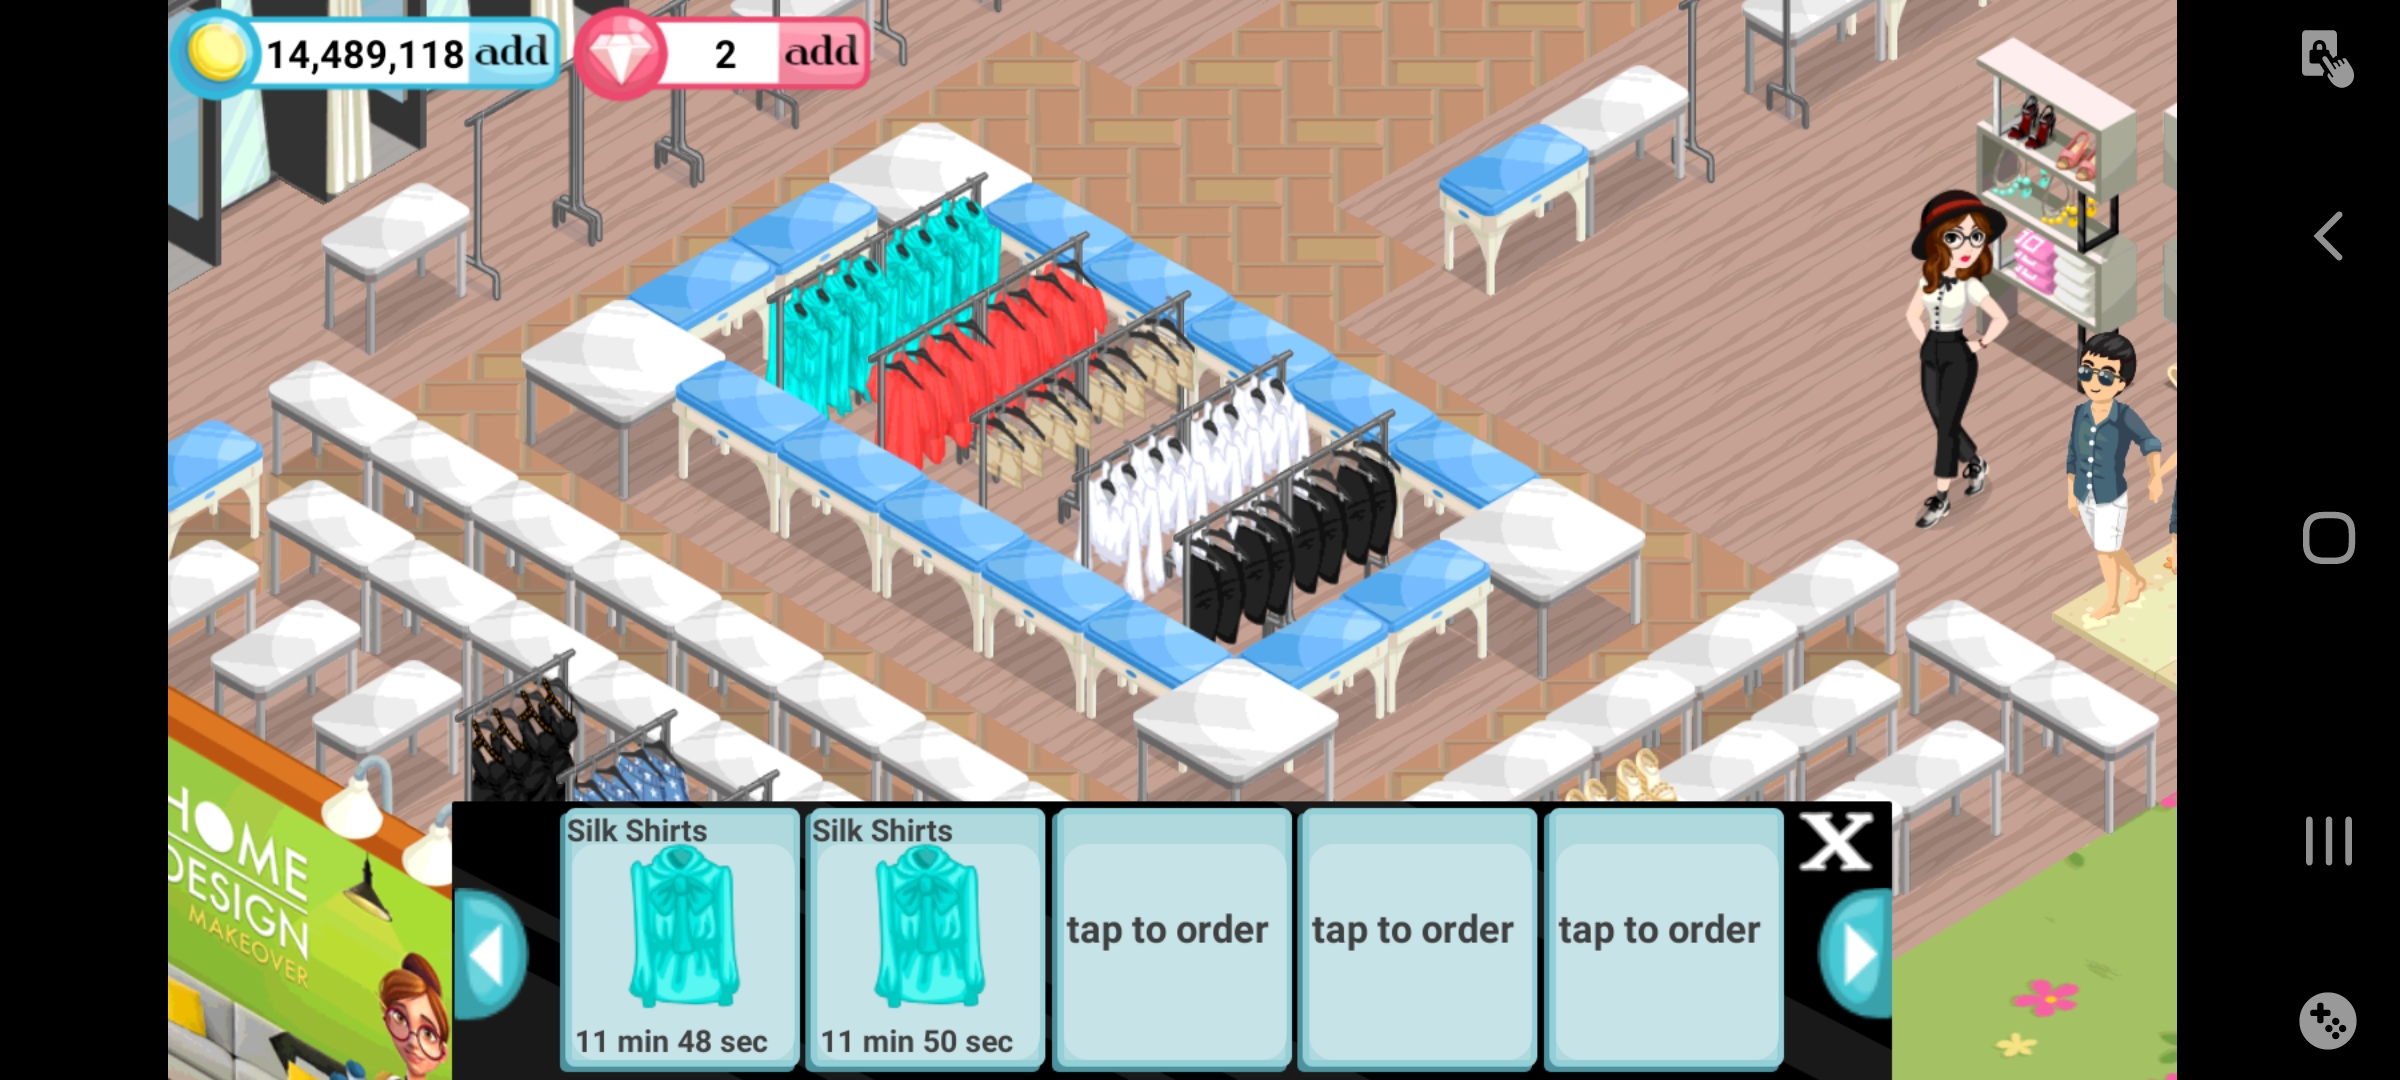 14,489,118 add
2 add
HOME
DESIGN
MAKEOVER
Silk Shirts
11 min 48 sec
Silk Shirts
11 min 50 sec
tap to order
tap to order
tap to order
X